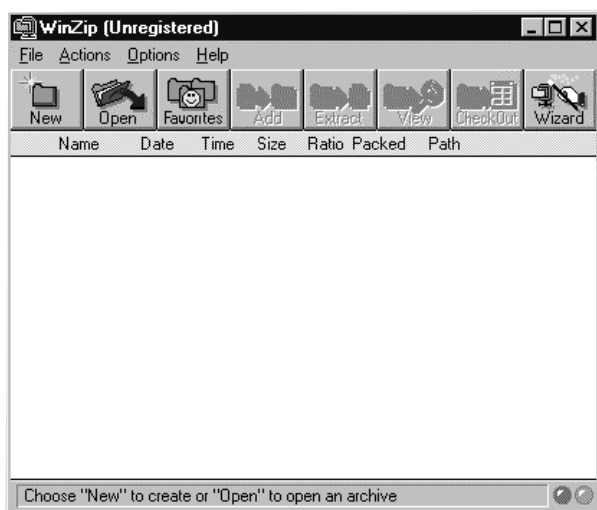 WinZip (Unregistered)
File Actions Options Help
New Open Favorites Add Extract View CheckOut Wizard
Name Date Time Size Ratio Packed Path
Choose "New" to create or "Open" to open an archive